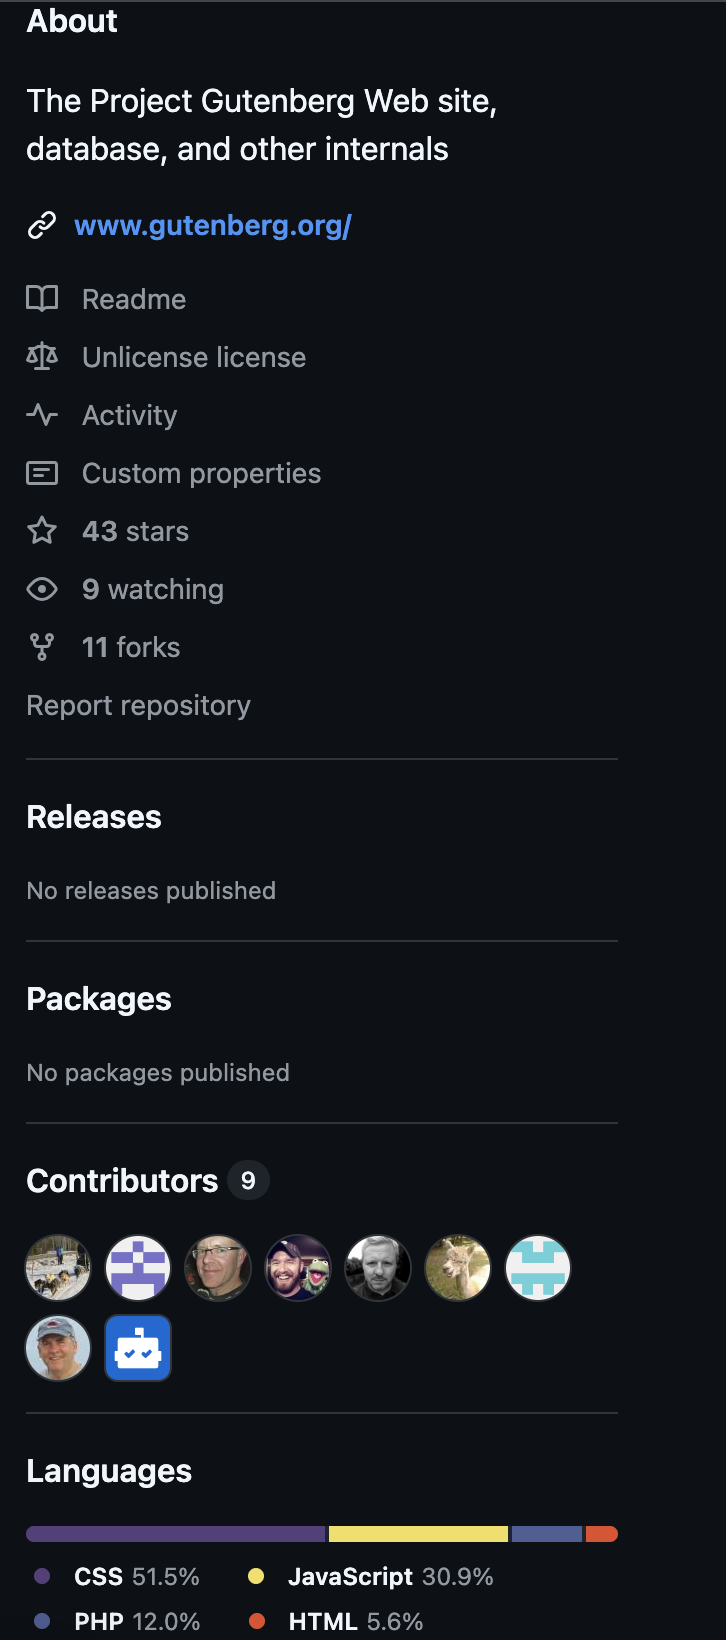 About
The Project Gutenberg Web site,
database, and other internals
www.gutenberg.org/
Readme
Unlicense license
Activity
Custom properties
43 stars
9 watching
11 forks
Report repository
Releases
No releases published
Packages
No packages published
Contributors 9
Languages
CSS 51.5% JavaScript 30.9%
PHP 12.0% HTML 5.6%